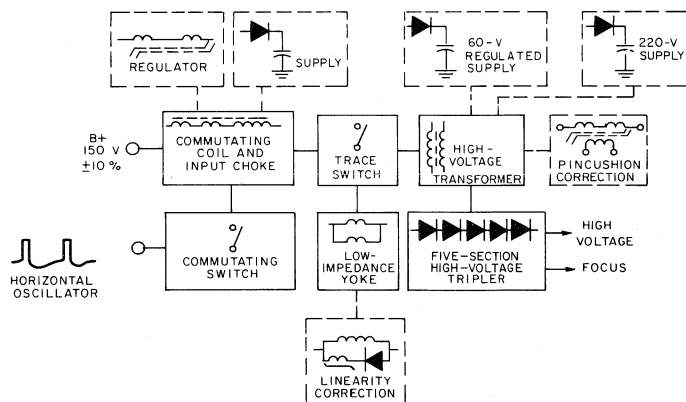 REGULATOR
SUPPLY
60-V
REGULATED
SUPPLY
220-V
SUPPLY
B+
150 V
±10 %
COMMUTATING
COIL AND
INPUT CHOKE
TRACE
SWITCH
HIGH-
VOLTAGE
TRANSFORMER
PINCUSHION
CORRECTION
HORIZONTAL
OSCILLATOR
COMMUTATING
SWITCH
LOW-
IMPEDANCE
YOKE
FIVE-SECTION
HIGH-VOLTAGE
TRIPLER
HIGH
VOLTAGE
FOCUS
LINEARITY
CORRECTION